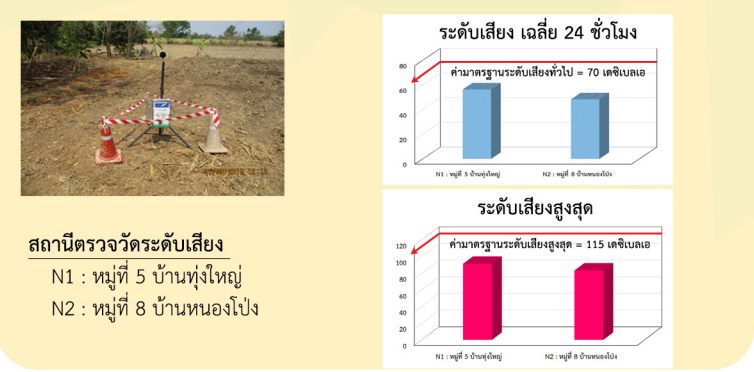 ระดับเสียง เฉลี่ย 24 ชั่วโมง
ค่ามาตรฐานระดับเสียงทั่วไป = 70 เดซิเบลเอ
80
60
40
20
0
N1 : หมู่ที่ 5 บ้านทุ่งใหญ่
N2 : หมู่ที่ 8 บ้านหนองโป่ง
สถานีตรวจวัดระดับเสียง
N1 : หมู่ที่ 5 บ้านทุ่งใหญ่
N2 : หมู่ที่ 8 บ้านหนองโป่ง
ระดับเสียงสูงสุด
ค่ามาตรฐานระดับเสียงสูงสุด = 115 เดซิเบลเอ
120
100
80
60
40
20
0
N1 : หมู่ที่ 5 บ้านทุ่งใหญ่
N2 : หมู่ที่ 8 บ้านหนองโป่ง